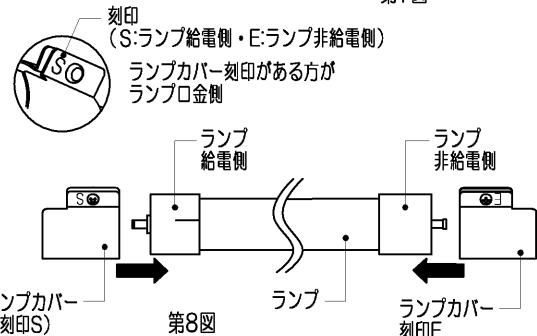 第7図
刻印
(S:ランプ給電側・E:ランプ非給電側)
ランプカバー刻印がある方が
ランプ口金側
S
ランプ
給電側
ランプ
非給電側
S
E
ンプカバー
刻印S)
第8図
ランプ
ランプカバー
刻印E